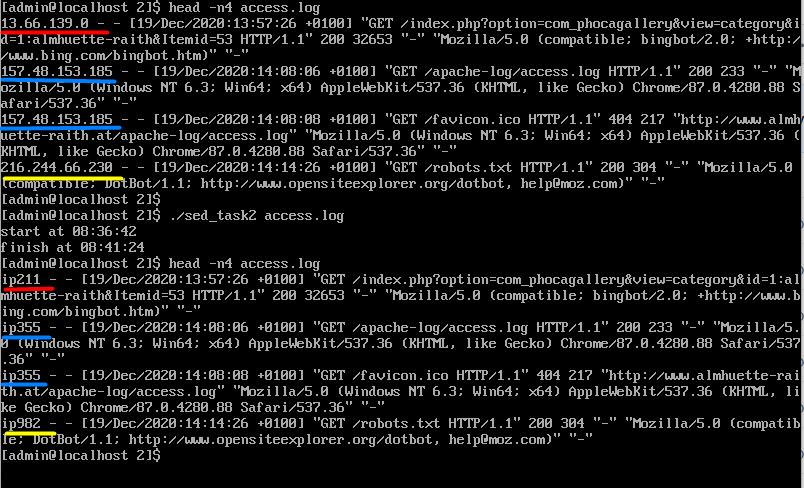 [admin@localhost 2]$ head -n4 access.log
13.66.139.0 - - [19/Dec/2020:13:57:26 +0100] "GET /index.php?option=com_phocagallery&view=category&i
d=1:almhuette-raith&Itemid=53 HTTP/1.1" 200 32653 "-" "Mozilla/5.0 (compatible; bingbot/2.0; +http:/
/www.bing.com/bingbot.htm)" "-"
157.48.153.185 - - [19/Dec/2020:14:08:06 +0100] "GET /apache-log/access.log HTTP/1.1" 200 233 "-" "M
ozilla/5.0 (Windows NT 6.3; Win64; x64) AppleWebKit/537.36 (KHTML, like Gecko) Chrome/87.0.4280.88 S
afari/537.36" "-"
157.48.153.185 - - [19/Dec/2020:14:08:08 +0100] "GET /favicon.ico HTTP/1.1" 404 217 "http://www.almh
uette-raith.at/apache-log/access.log" "Mozilla/5.0 (Windows NT 6.3; Win64; x64) AppleWebKit/537.36 (
KHTML, like Gecko) Chrome/87.0.4280.88 Safari/537.36" "-"
216.244.66.230 - - [19/Dec/2020:14:14:26 +0100] "GET /robots.txt HTTP/1.1" 200 304 "-" "Mozilla/5.0
(compatible; DotBot/1.1; http://www.opensiteexplorer.org/dotbot, help@moz.com)" "-"
[admin@localhost 2]$
[admin@localhost 2]$ ./sed_task2 access.log
start at 08:36:42
finish at 08:41:24
[admin@localhost 2]$ head -n4 access.log
ip211 - - [19/Dec/2020:13:57:26 +0100] "GET /index.php?option=com_phocagallery&view=category&id=1:al
mhuette-raith&Itemid=53 HTTP/1.1" 200 32653 "-" "Mozilla/5.0 (compatible; bingbot/2.0; +http://www.b
ing.com/bingbot.htm)" "-"
ip355 - - [19/Dec/2020:14:08:06 +0100] "GET /apache-log/access.log HTTP/1.1" 200 233 "-" "Mozilla/5.
0 (Windows NT 6.3; Win64; x64) AppleWebKit/537.36 (KHTML, like Gecko) Chrome/87.0.4280.88 Safari/537
.36" "-"
ip355 - - [19/Dec/2020:14:08:08 +0100] "GET /favicon.ico HTTP/1.1" 404 217 "http://www.almhuette-rai
th.at/apache-log/access.log" "Mozilla/5.0 (Windows NT 6.3; Win64; x64) AppleWebKit/537.36 (KHTML, li
ke Gecko) Chrome/87.0.4280.88 Safari/537.36" "-"
ip982 - - [19/Dec/2020:14:14:26 +0100] "GET /robots.txt HTTP/1.1" 200 304 "-" "Mozilla/5.0 (compatib
le; DotBot/1.1; http://www.opensiteexplorer.org/dotbot, help@moz.com)" "-"
[admin@localhost 2]$